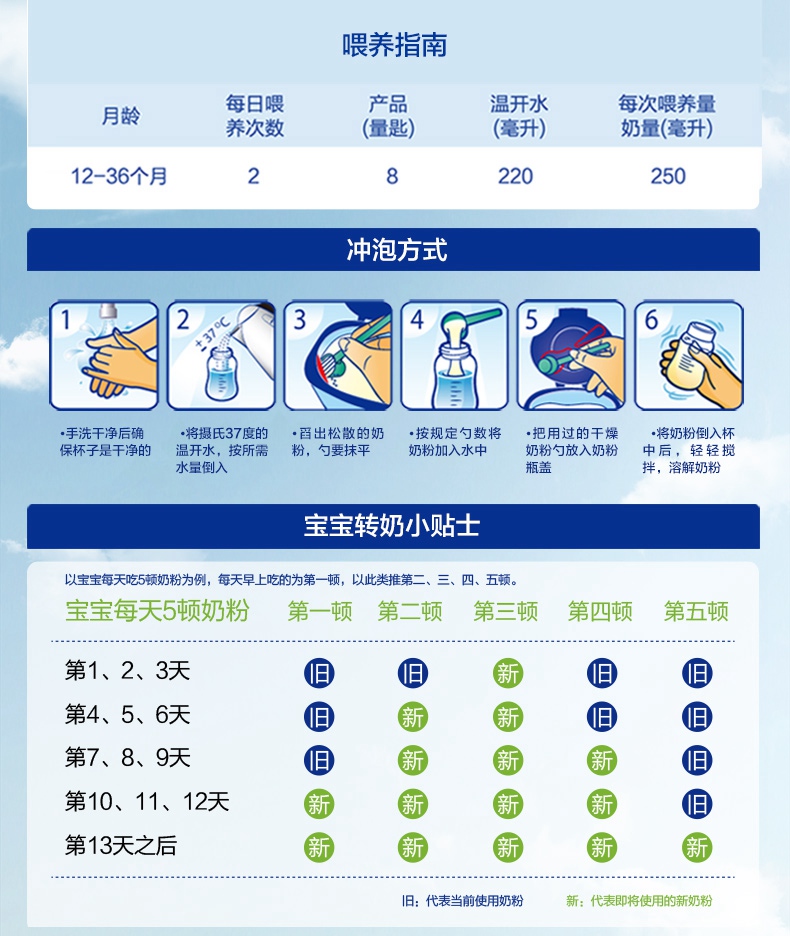 喂养指南
月龄
每日喂
养次数
产品
(量匙)
温开水
(毫升)
每次喂养量
奶量(毫升)
12-36个月 2 8 220 250
冲泡方式
1
2
±37℃
3
4
5
6
•手洗干净后确
保杯子是干净的
•将摄氏37度的
温开水，按所需
水量倒入
•舀出松散的奶
粉，勺要抹平
•按规定勺数将
奶粉加入水中
•把用过的干燥
奶粉勺放入奶粉
瓶盖
•将奶粉倒入杯
中后，轻轻搅
拌，溶解奶粉
宝宝转奶小贴士
以宝宝每天吃5顿奶粉为例，每天早上吃的为第一顿，以此类推第二、三、四、五顿。
宝宝每天5顿奶粉 第一顿 第二顿 第三顿 第四顿 第五顿
第1、2、3天 旧 旧 新 旧 旧
第4、5、6天 旧 新 新 旧 旧
第7、8、9天 旧 新 新 新 旧
第10、11、12天 新 新 新 新 旧
第13天之后 新 新 新 新 新
旧：代表当前使用奶粉 新：代表即将使用的新奶粉